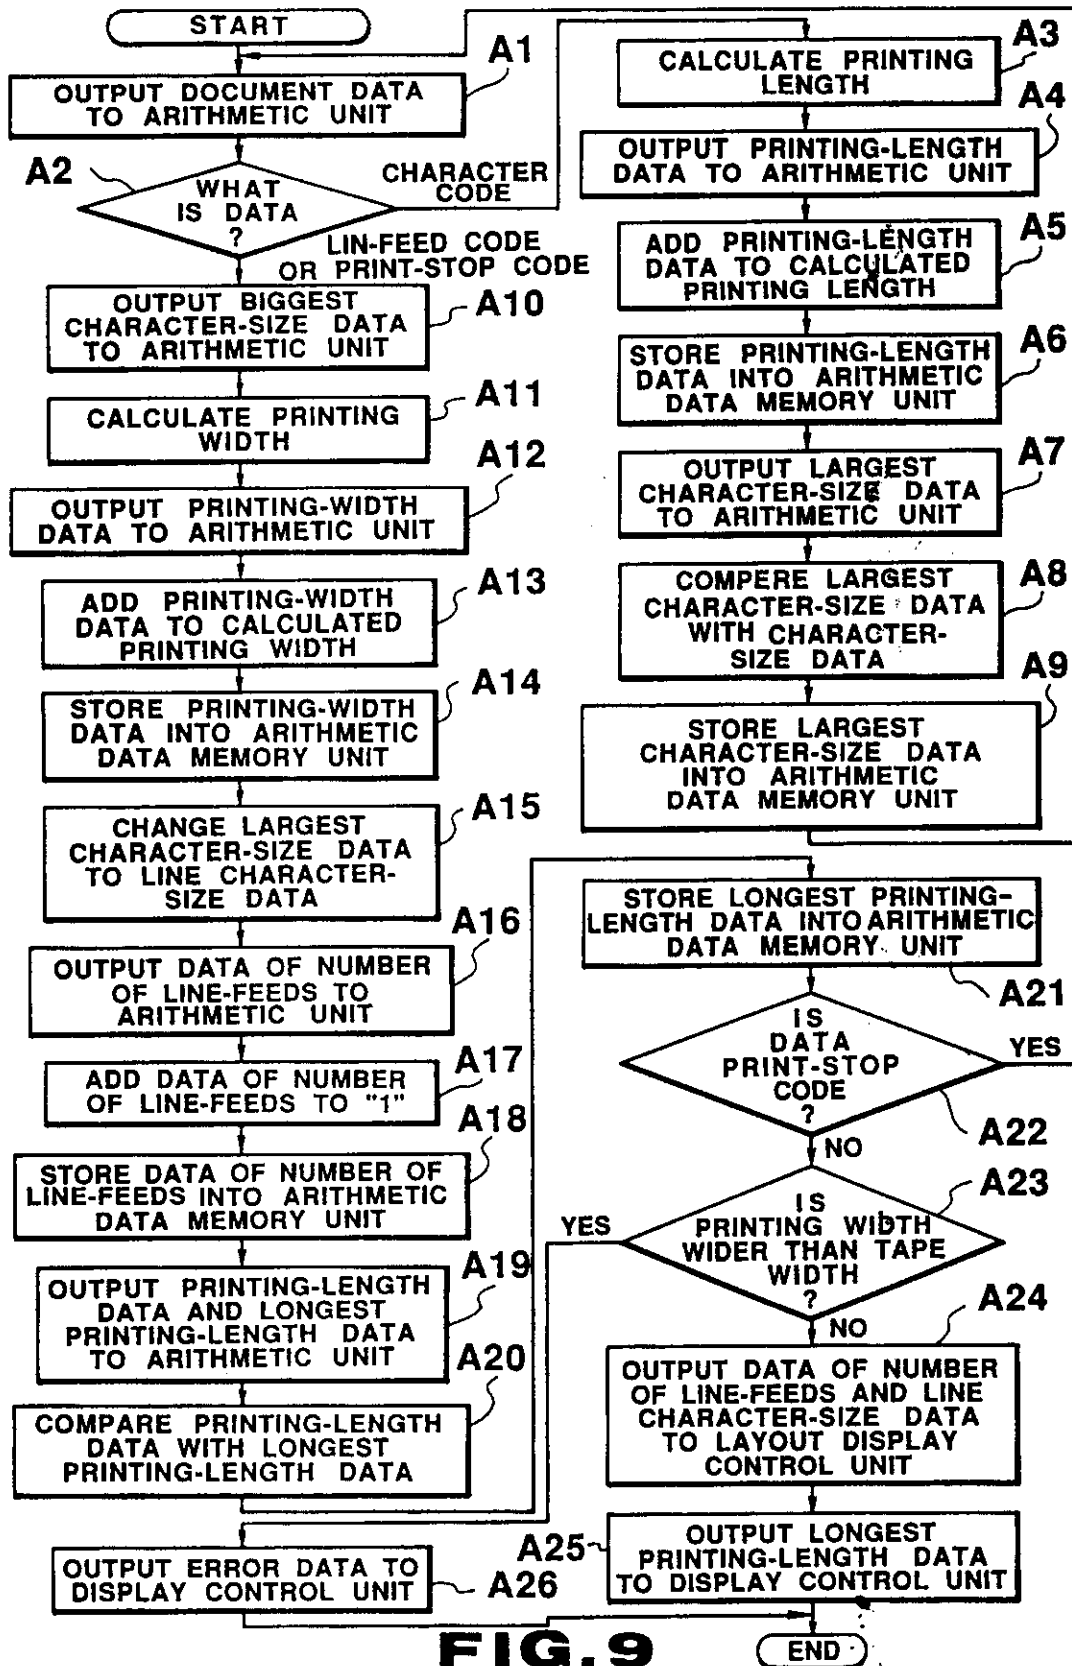 START
A1
OUTPUT DOCUMENT DATA
TO ARITHMETIC UNIT
A2
WHAT
IS DATA
?
CHARACTER
CODE
LIN-FEED CODE
OR PRINT-STOP CODE
A10
OUTPUT BIGGEST
CHARACTER-SIZE DATA
TO ARITHMETIC UNIT
A11
CALCULATE PRINTING
WIDTH
A12
OUTPUT PRINTING-WIDTH
DATA TO ARITHMETIC UNIT
A13
ADD PRINTING-WIDTH
DATA TO CALCULATED
PRINTING WIDTH
A14
STORE PRINTING-WIDTH
DATA INTO ARITHMETIC
DATA MEMORY UNIT
A15
CHANGE LARGEST
CHARACTER-SIZE DATA
TO LINE CHARACTER-
SIZE DATA
A16
OUTPUT DATA OF NUMBER
OF LINE-FEEDS TO
ARITHMETIC UNIT
A17
ADD DATA OF NUMBER
OF LINE-FEEDS TO "1"
A18
STORE DATA OF NUMBER OF
LINE-FEEDS INTO ARITHMETIC
DATA MEMORY UNIT
A19
OUTPUT PRINTING-LENGTH
DATA AND LONGEST
PRINTING-LENGTH DATA
TO ARITHMETIC UNIT
A20
COMPARE PRINTING-LENGTH
DATA WITH LONGEST
PRINTING-LENGTH DATA
OUTPUT ERROR DATA TO
DISPLAY CONTROL UNIT
A26
A3
CALCULATE PRINTING
LENGTH
A4
OUTPUT PRINTING-LENGTH
DATA TO ARITHMETIC UNIT
A5
ADD PRINTING-LENGTH
DATA TO CALCULATED
PRINTING LENGTH
A6
STORE PRINTING-LENGTH
DATA INTO ARITHMETIC
DATA MEMORY UNIT
A7
OUTPUT LARGEST
CHARACTER-SIZE DATA
TO ARITHMETIC UNIT
A8
COMPERE LARGEST
CHARACTER-SIZE DATA
WITH CHARACTER-
SIZE DATA
A9
STORE LARGEST
CHARACTER-SIZE DATA
INTO ARITHMETIC
DATA MEMORY UNIT
STORE LONGEST PRINTING-
LENGTH DATA INTO ARITHMETIC
DATA MEMORY UNIT
A21
IS
DATA
PRINT-STOP
CODE
?
YES
A22
NO
A23
IS
PRINTING WIDTH
WIDER THAN TAPE
WIDTH
?
YES
NO
A24
OUTPUT DATA OF NUMBER
OF LINE-FEEDS AND LINE
CHARACTER-SIZE DATA
TO LAYOUT DISPLAY
CONTROL UNIT
A25
OUTPUT LONGEST
PRINTING-LENGTH DATA
TO DISPLAY CONTROL UNIT
END
FIG.9